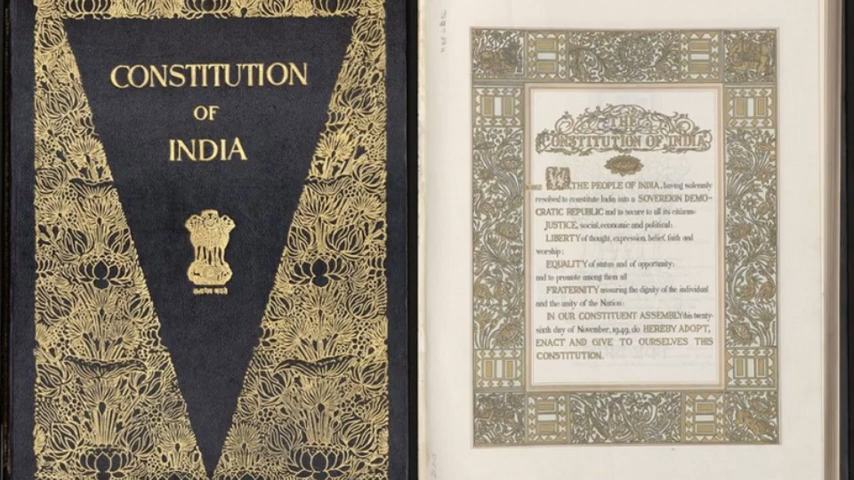 CONSTITUTION
OF
INDIA
सत्यमेव जयते
THE
CONSTITUTION OF INDIA
WE, THE PEOPLE OF INDIA, having solemnly
resolved to constitute India into a SOVEREIGN DEMO-
CRATIC REPUBLIC and to secure to all its citizens:
JUSTICE, social, economic and political;
LIBERTY of thought, expression, belief, faith and
worship;
EQUALITY of status and of opportunity;
and to promote among them all
FRATERNITY assuring the dignity of the individual
and the unity of the Nation;
IN OUR CONSTITUENT ASSEMBLY this twenty-
sixth day of November, 1949, do HEREBY ADOPT,
ENACT AND GIVE TO OURSELVES THIS
CONSTITUTION.